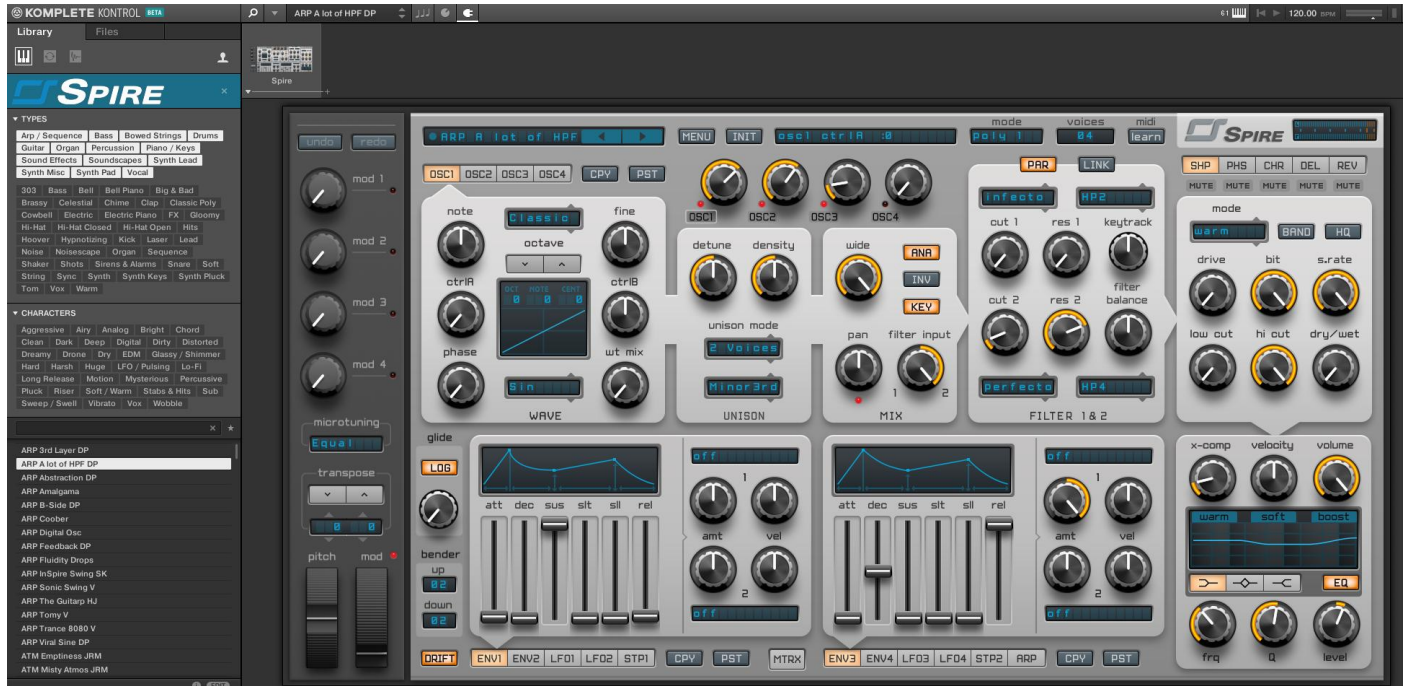 KOMPLETE KONTROL BETA
ARP A lot of HPF DP
61
120.00 BPM
Library Files
Spire
SPIRE
TYPES
Arp / Sequence Bass Bowed Strings Drums
Guitar Organ Percussion Piano / Keys
Sound Effects Soundscapes Synth Lead
Synth Misc Synth Pad Vocal
303 Bass Bell Bell Piano Big & Bad
Brassy Celestial Chime Clap Classic Poly
Cowbell Electric Electric Piano FX Gloomy
Hi-Hat Hi-Hat Closed Hi-Hat Open Hits
Hoover Hypnotizing Kick Laser Lead
Noise Noisescape Organ Sequence
Shaker Shots Sirens & Alarms Snare Soft
String Sync Synth Synth Keys Synth Pluck
Tom Vox Warm
CHARACTERS
Aggressive Airy Analog Bright Chord
Clean Dark Deep Digital Dirty Distorted
Dreamy Drone Dry EDM Glassy / Shimmer
Hard Harsh Huge LFO / Pulsing Lo-Fi
Long Release Motion Mysterious Percussive
Pluck Riser Soft / Warm Stabs & Hits Sub
Sweep / Swell Vibrato Vox Wobble
ARP 3rd Layer DP
ARP A lot of HPF DP
ARP Abstraction DP
ARP Amalgama
ARP B-Side DP
ARP Coober
ARP Digital Osc
ARP Feedback DP
ARP Fluidity Drops
ARP InSpire Swing SK
ARP Sonic Swing V
ARP The Guitarp HJ
ARP Tomy V
ARP Trance 8080 V
ARP Viral Sine DP
ATM Emptiness JRM
ATM Misty Atmos JRM
EDIT
undo redo
mod 1
mod 2
mod 3
mod 4
microtuning
Equal
transpose
0 0
pitch mod
ARP A lot of HPF
MENU INIT
osc1 ctrlA :0
mode voices midi
poly 1 04 learn
SPIRE
OSC1 OSC2 OSC3 OSC4 CPY PST
OSC1 OSC2 OSC3 OSC4
note Classic fine
octave
ctrlA ctrlB
OCT NOTE CENT
0 0 0
phase wt mix
Sin
WAVE
detune density
unison mode
2 Voices
Minor3rd
UNISON
wide ANA
INV
KEY
pan filter input
1 2
MIX
PAR LINK
infecto HP2
cut 1 res 1 keytrack
cut 2 res 2 filter balance
perfecto HP4
FILTER 1&2
SHP PHS CHR DEL REV
MUTE MUTE MUTE MUTE MUTE
mode
warm BAND HQ
drive bit s.rate
low cut hi cut dry/wet
glide
LOG
bender
up
02
down
02
DRIFT
att dec sus slt sll rel
off
1
amt vel
2
off
ENV1 ENV2 LFO1 LFO2 STP1 CPY PST MTRX
att dec sus slt sll rel
off
1
amt vel
2
off
ENV3 ENV4 LFO3 LFO4 STP2 ARP CPY PST
x-comp velocity volume
warm soft boost
EQ
frq Q level